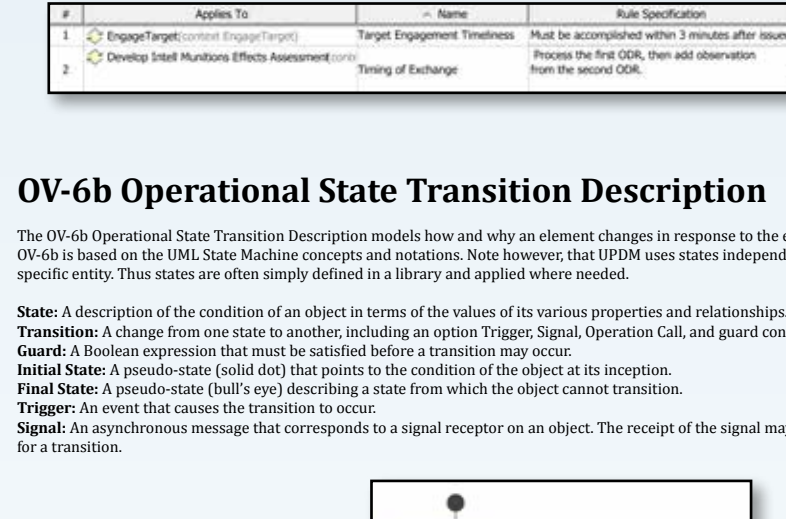 # Applies To Name Rule Specification
1 EngageTarget(context EngageTarget) Target Engagement Timeliness Must be accomplished within 3 minutes after issue
2 Develop Intell Munitions Effects Assessment Timing of Exchange Process the first ODR, then add observation
from the second ODR.
OV-6b Operational State Transition Description
The OV-6b Operational State Transition Description models how and why an element changes in response to the e
OV-6b is based on the UML State Machine concepts and notations. Note however, that UPDM uses states independ
specific entity. Thus states are often simply defined in a library and applied where needed.
State: A description of the condition of an object in terms of the values of its various properties and relationships.
Transition: A change from one state to another, including an option Trigger, Signal, Operation Call, and guard con
Guard: A Boolean expression that must be satisfied before a transition may occur.
Initial State: A pseudo-state (solid dot) that points to the condition of the object at its inception.
Final State: A pseudo-state (bull's eye) describing a state from which the object cannot transition.
Trigger: An event that causes the transition to occur.
Signal: An asynchronous message that corresponds to a signal receptor on an object. The receipt of the signal ma
for a transition.